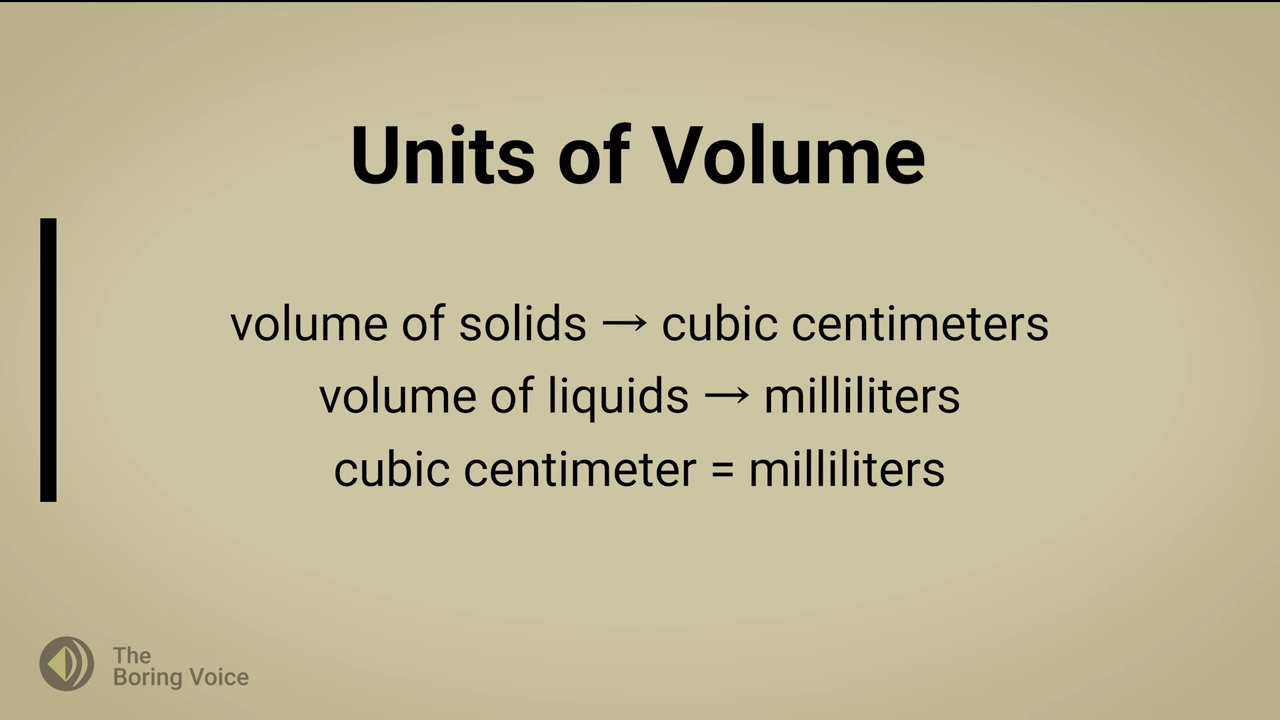 Units of Volume
volume of solids → cubic centimeters
volume of liquids → milliliters
cubic centimeter = milliliters
The
Boring Voice